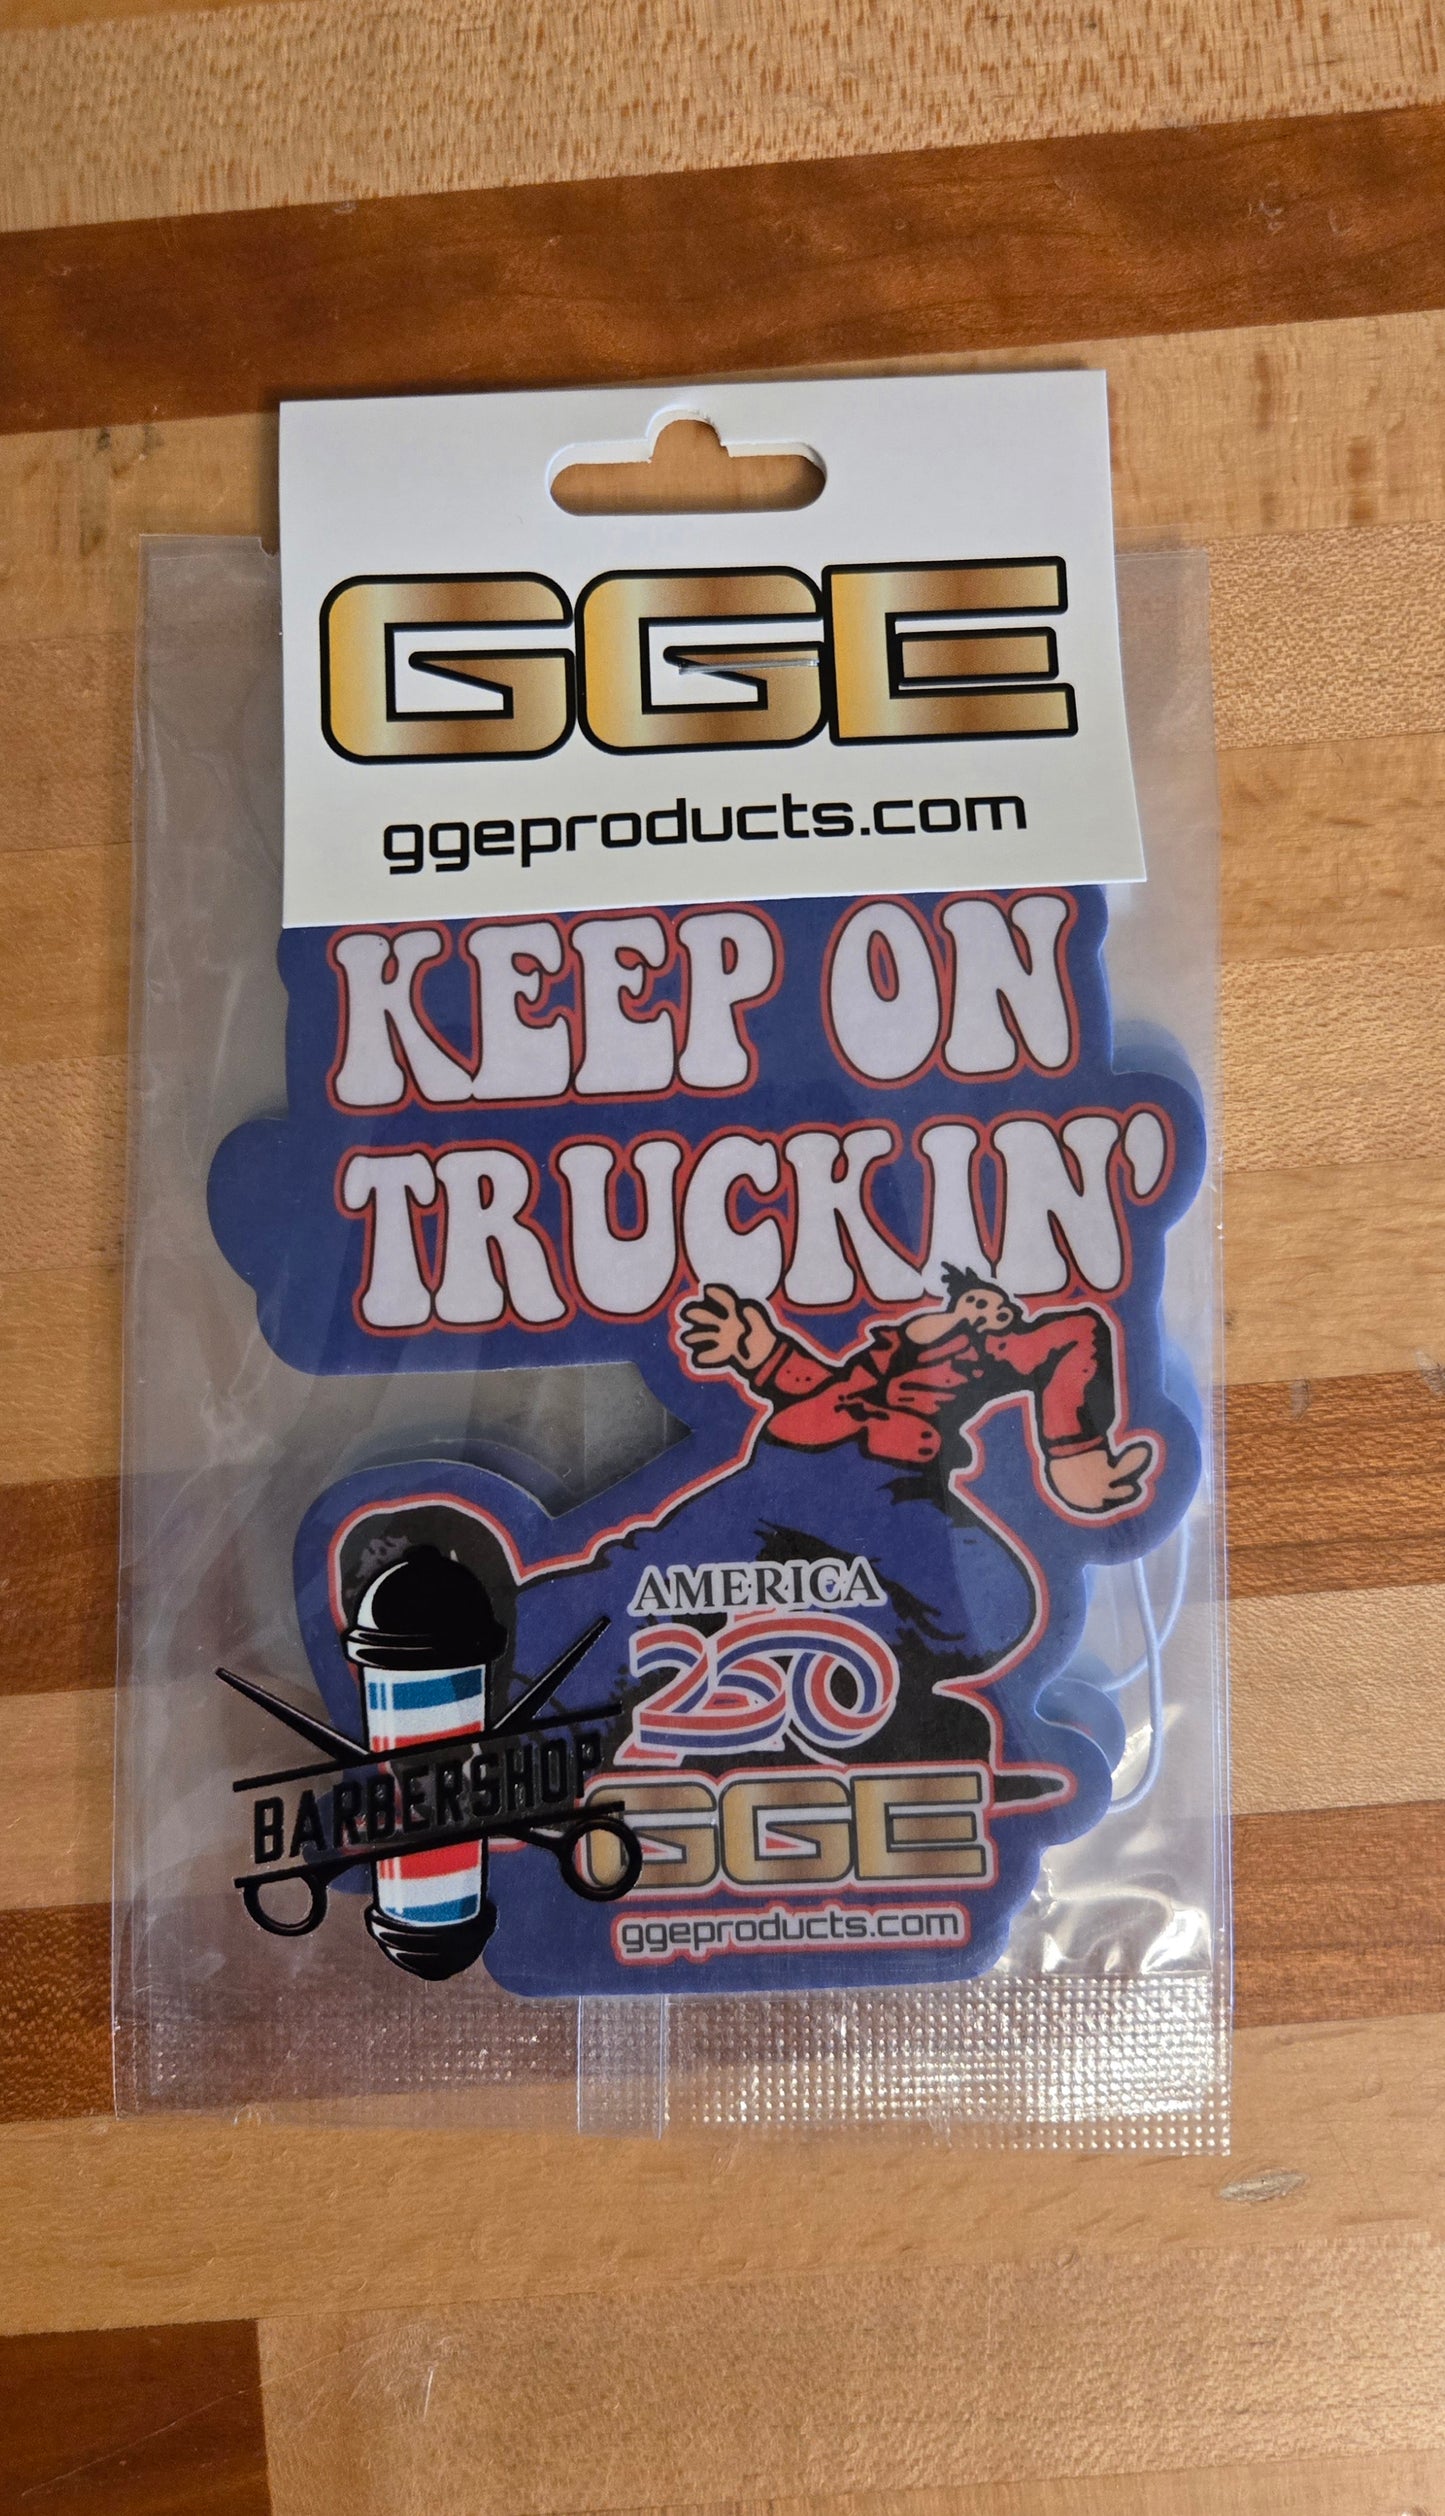 GGE
ggeproducts.com
KEEP ON
TRUCKIN'
AMERICA
250
BARBERSHOP
GGE
ggeproducts.com